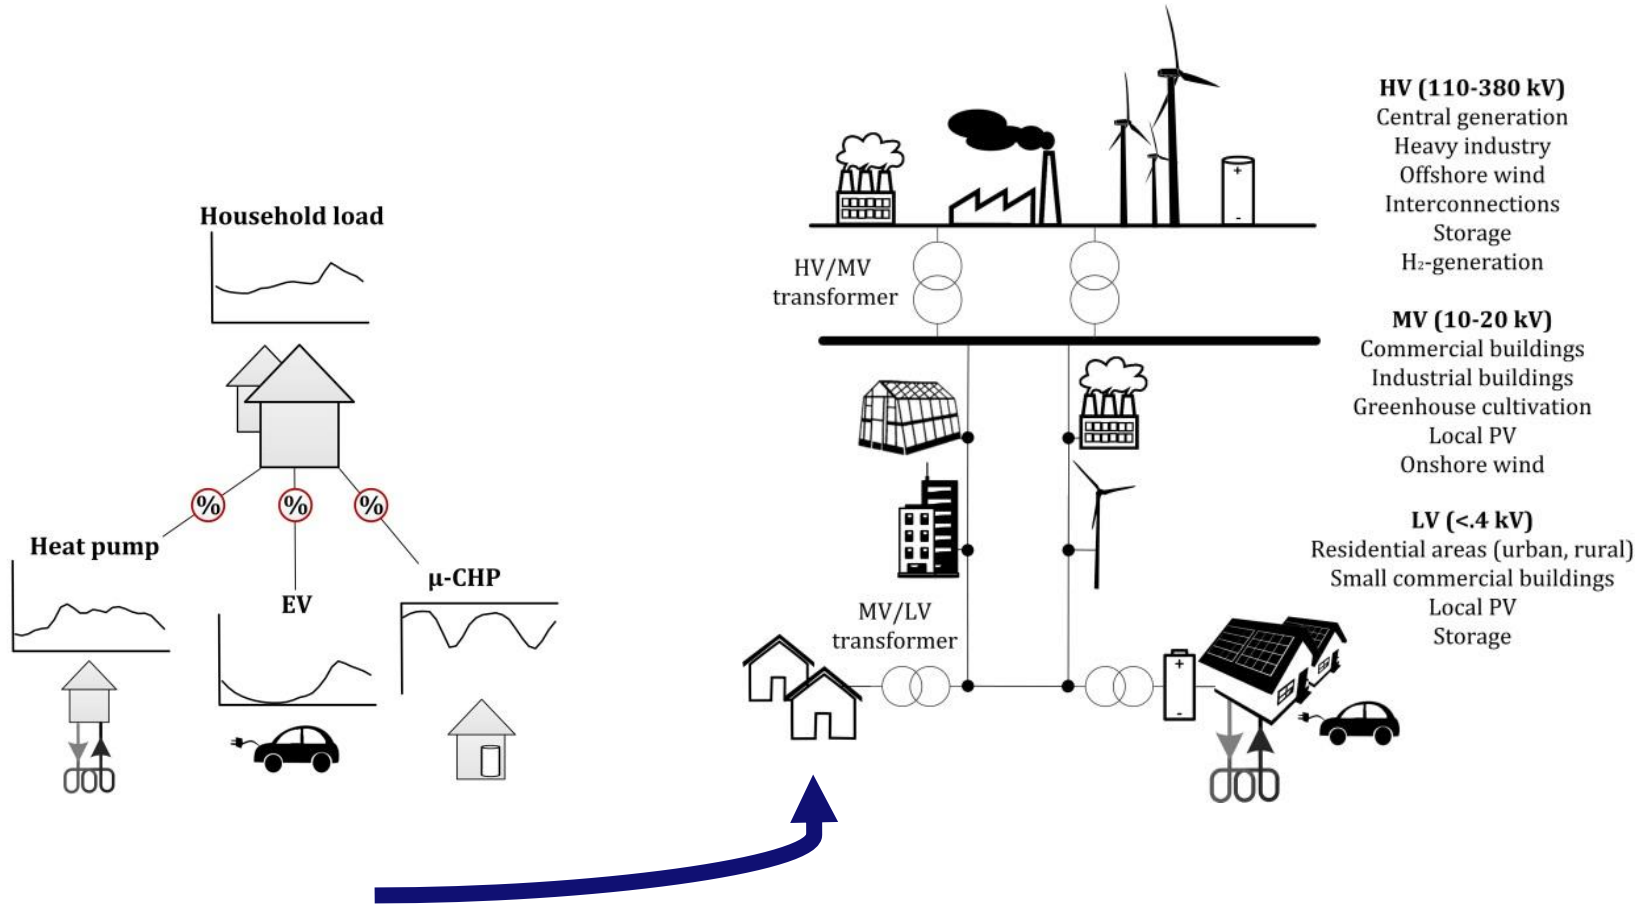 Household load
%
%
%
Heat pump
EV
μ-CHP
HV/MV
transformer
+
-
MV/LV
transformer
+
-
HV (110-380 kV)
Central generation
Heavy industry
Offshore wind
Interconnections
Storage
H₂-generation
MV (10-20 kV)
Commercial buildings
Industrial buildings
Greenhouse cultivation
Local PV
Onshore wind
LV (<.4 kV)
Residential areas (urban, rural)
Small commercial buildings
Local PV
Storage